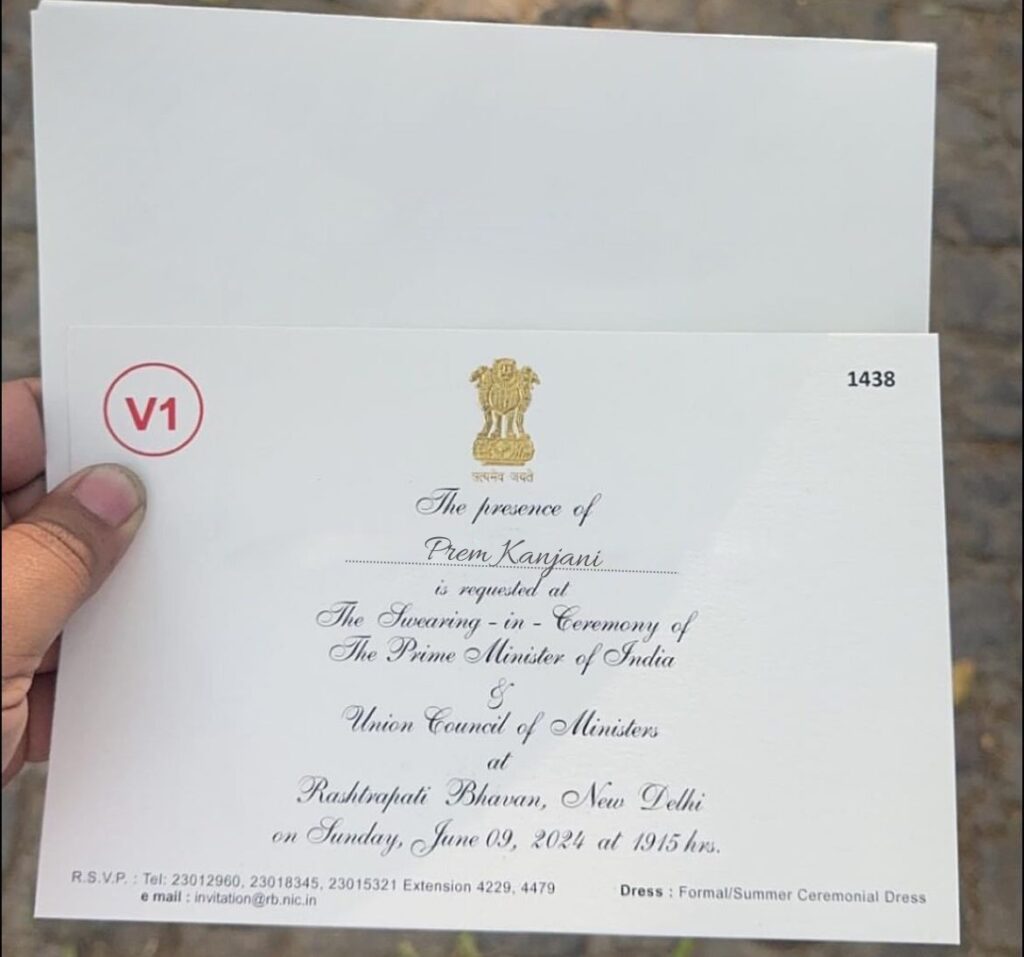 V1
1438
सत्यमेव जयते
The presence of
Prem Kanjani
is requested at
The Swearing - in - Ceremony of
The Prime Minister of India
&
Union Council of Ministers
at
Rashtrapati Bhavan, New Delhi
on Sunday, June 09, 2024 at 1915 hrs.
R.S.V.P. : Tel: 23012960, 23018345, 23015321 Extension 4229, 4479
e mail : invitation@rb.nic.in
Dress : Formal/Summer Ceremonial Dress